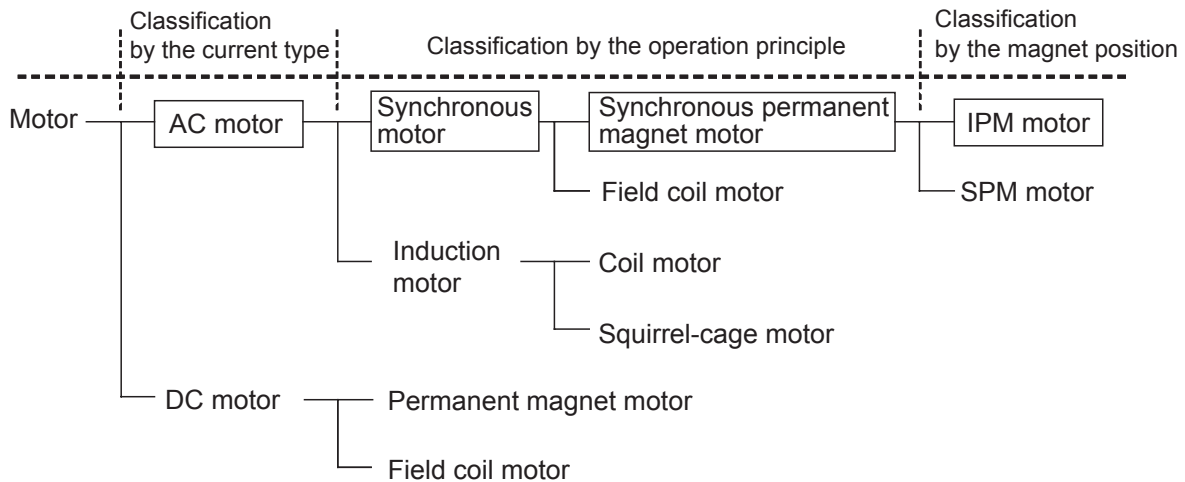 Classification
by the current type
Classification by the operation principle
Classification
by the magnet position
Motor
AC motor
Synchronous
motor
Synchronous permanent
magnet motor
IPM motor
Field coil motor
SPM motor
Induction
motor
Coil motor
Squirrel-cage motor
DC motor
Permanent magnet motor
Field coil motor